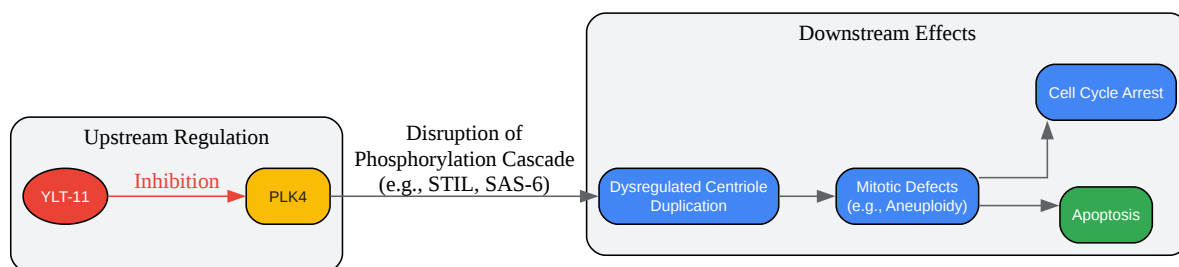 Downstream Effects
Cell Cycle Arrest
Upstream Regulation
Disruption of
Phosphorylation Cascade
(e.g., STIL, SAS-6)
YLT-11
Inhibition
PLK4
Dysregulated Centriole
Duplication
Mitotic Defects
(e.g., Aneuploidy)
Apoptosis